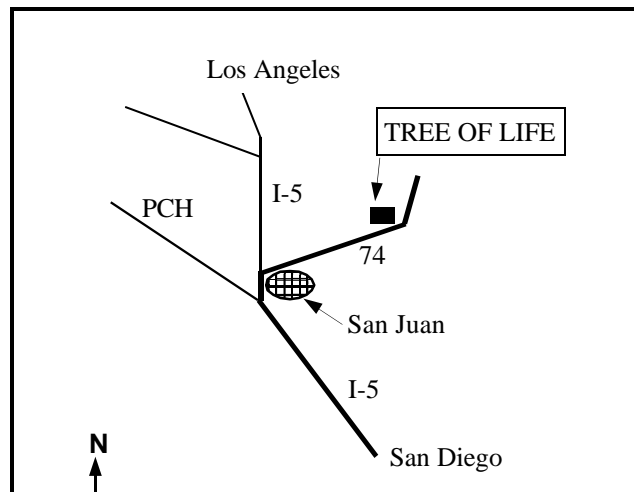 Los Angeles
TREE OF LIFE
I-5
PCH
74
San Juan
I-5
San Diego
N